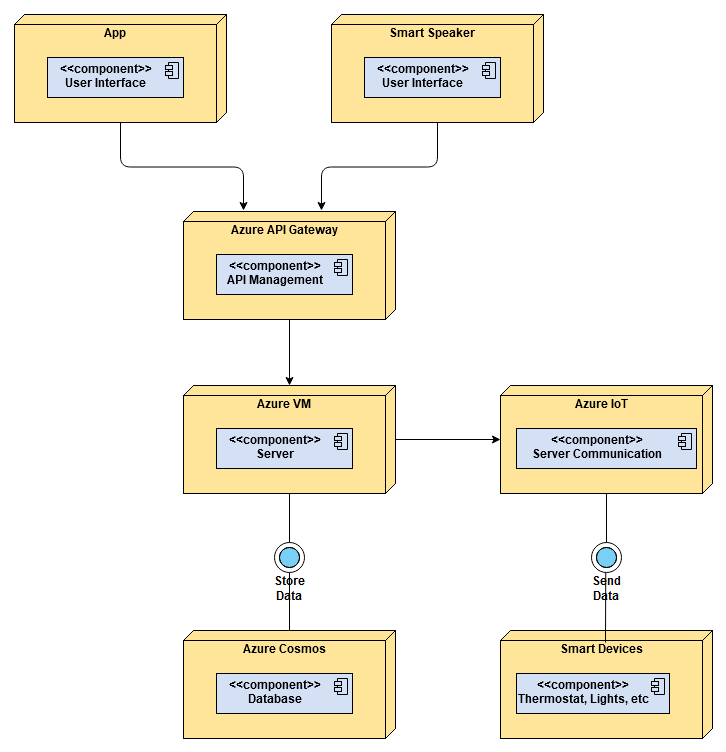 App
<<component>>
User Interface
Smart Speaker
<<component>>
User Interface
Azure API Gateway
<<component>>
API Management
Azure VM
<<component>>
Server
Azure IoT
<<component>>
Server Communication
Store
Data
Send
Data
Azure Cosmos
<<component>>
Database
Smart Devices
<<component>>
Thermostat, Lights, etc